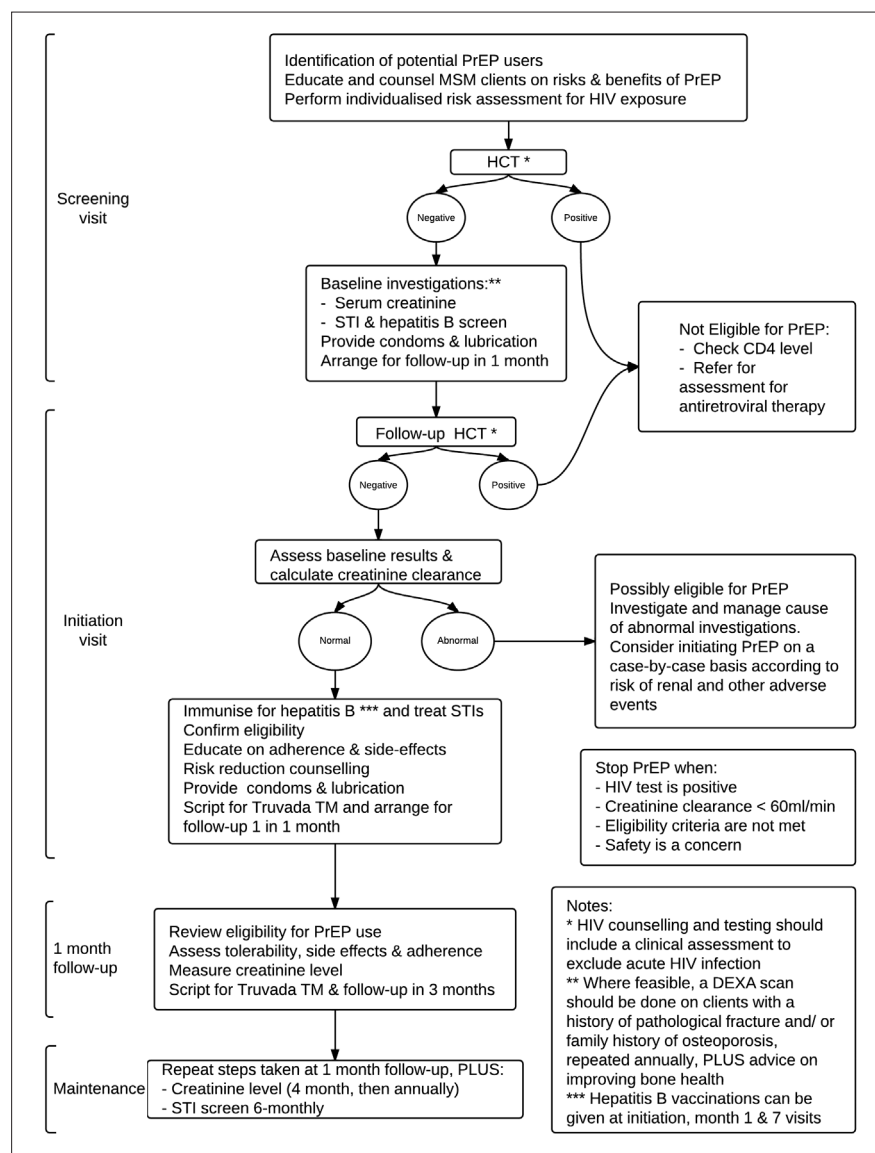 Identification of potential PrEP users
Educate and counsel MSM clients on risks & benefits of PrEP
Perform individualised risk assessment for HIV exposure
HCT *
Screening
visit
Negative
Positive
Baseline investigations:**
- Serum creatinine
- STI & hepatitis B screen
Provide condoms & lubrication
Arrange for follow-up in 1 month
Not Eligible for PrEP:
- Check CD4 level
- Refer for
assessment for
antiretroviral therapy
Follow-up HCT *
Negative
Positive
Initiation
visit
Assess baseline results &
calculate creatinine clearance
Normal
Abnormal
Possibly eligible for PrEP
Investigate and manage cause
of abnormal investigations.
Consider initiating PrEP on a
case-by-case basis according to
risk of renal and other adverse
events
Immunise for hepatitis B *** and treat STIs
Confirm eligibility
Educate on adherence & side-effects
Risk reduction counselling
Provide condoms & lubrication
Script for Truvada TM and arrange for
follow-up 1 in 1 month
Stop PrEP when:
- HIV test is positive
- Creatinine clearance < 60ml/min
- Eligibility criteria are not met
- Safety is a concern
1 month
follow-up
Review eligibility for PrEP use
Assess tolerability, side effects & adherence
Measure creatinine level
Script for Truvada TM & follow-up in 3 months
Maintenance
Repeat steps taken at 1 month follow-up, PLUS:
- Creatinine level (4 month, then annually)
- STI screen 6-monthly
Notes:
* HIV counselling and testing should
include a clinical assessment to
exclude acute HIV infection
** Where feasible, a DEXA scan
should be done on clients with a
history of pathological fracture and/ or
family history of osteoporosis,
repeated annually, PLUS advice on
improving bone health
*** Hepatitis B vaccinations can be
given at initiation, month 1 & 7 visits